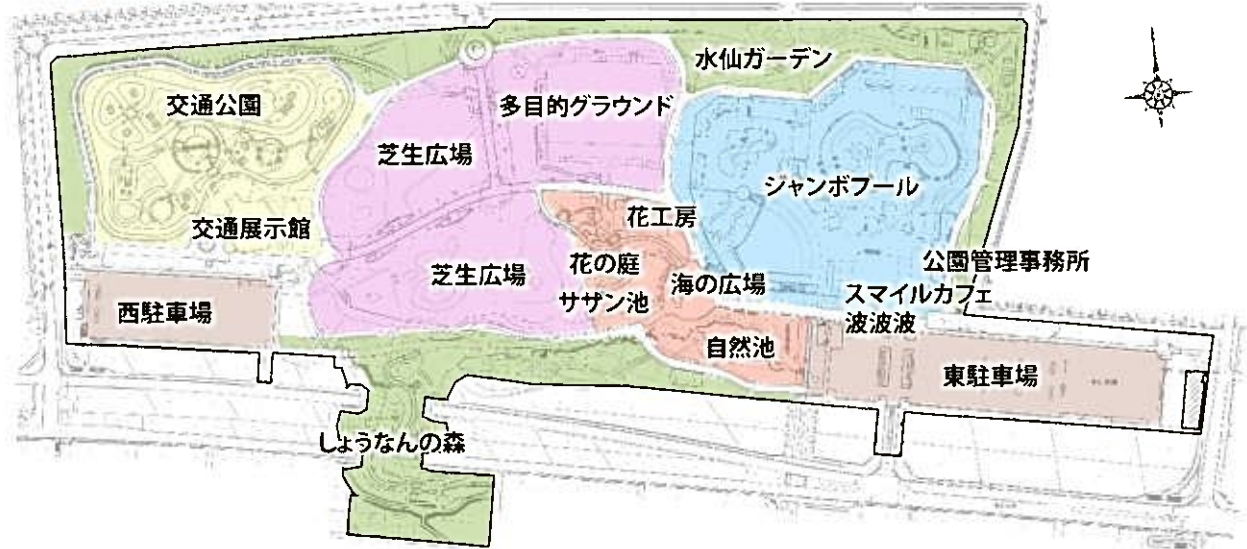 水仙ガーデン
交通公園
多目的グラウンド
芝生広場
ジャンボプール
花工房
交通展示館
公園管理事務所
花の庭
芝生広場
海の広場
サザン池
スマイルカフェ
波波波
西駐車場
自然池
東駐車場
しょうなんの森